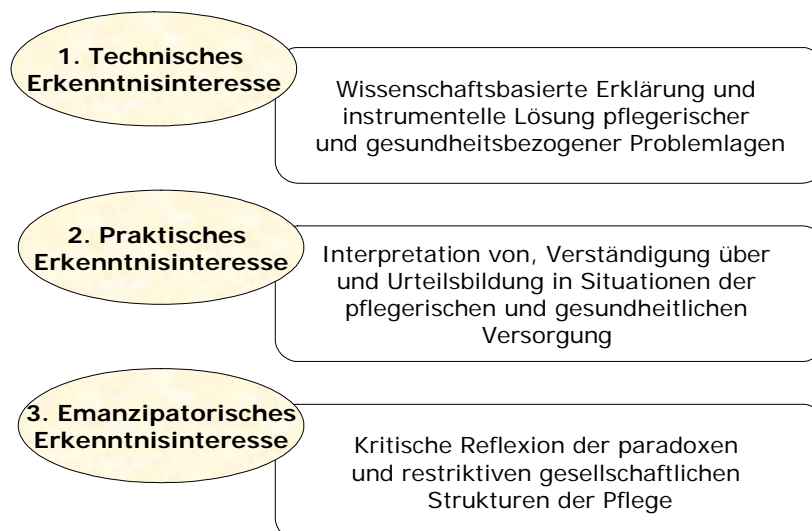 1. Technisches
Erkenntnisinteresse
Wissenschaftsbasierte Erklärung und
instrumentelle Lösung pflegerischer
und gesundheitsbezogener Problemlagen
2. Praktisches
Erkenntnisinteresse
Interpretation von, Verständigung über
und Urteilsbildung in Situationen der
pflegerischen und gesundheitlichen
Versorgung
3. Emanzipatorisches
Erkenntnisinteresse
Kritische Reflexion der paradoxen
und restriktiven gesellschaftlichen
Strukturen der Pflege